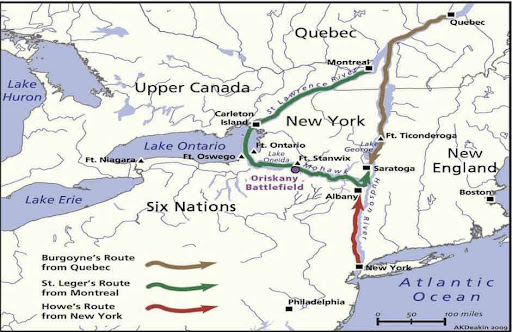 Quebec
Quebec
Montreal
Lake
Huron
Upper Canada
St Lawrence River
Carleton
Island
New York
Ft. Ontario
Lake
George
Ft. Ticonderoga
Lake Ontario
Ft. Oswego
Lake
Oneida
Ft. Stanwix
Ft. Niagara
Mohawk
Saratoga
New
England
Oriskany
Battlefield
Albany
Boston
Lake Erie
Six Nations
Hudson River
Burgoyne's Route
from Quebec
St. Leger's Route
from Montreal
Howe's Route
from New York
New York
Atlantic
Ocean
Philadelphia
0 50 100 miles
AKDeakin 2009